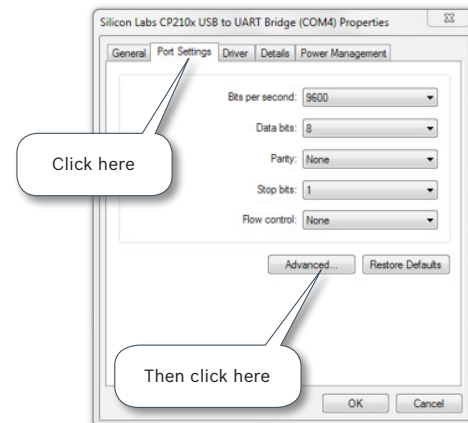 Silicon Labs CP210x USB to UART Bridge (COM4) Properties
General Port Settings Driver Details Power Management
Bits per second: 9600
Data bits: 8
Click here
Parity: None
Stop bits: 1
Flow control: None
Advanced... Restore Defaults
Then click here
OK Cancel